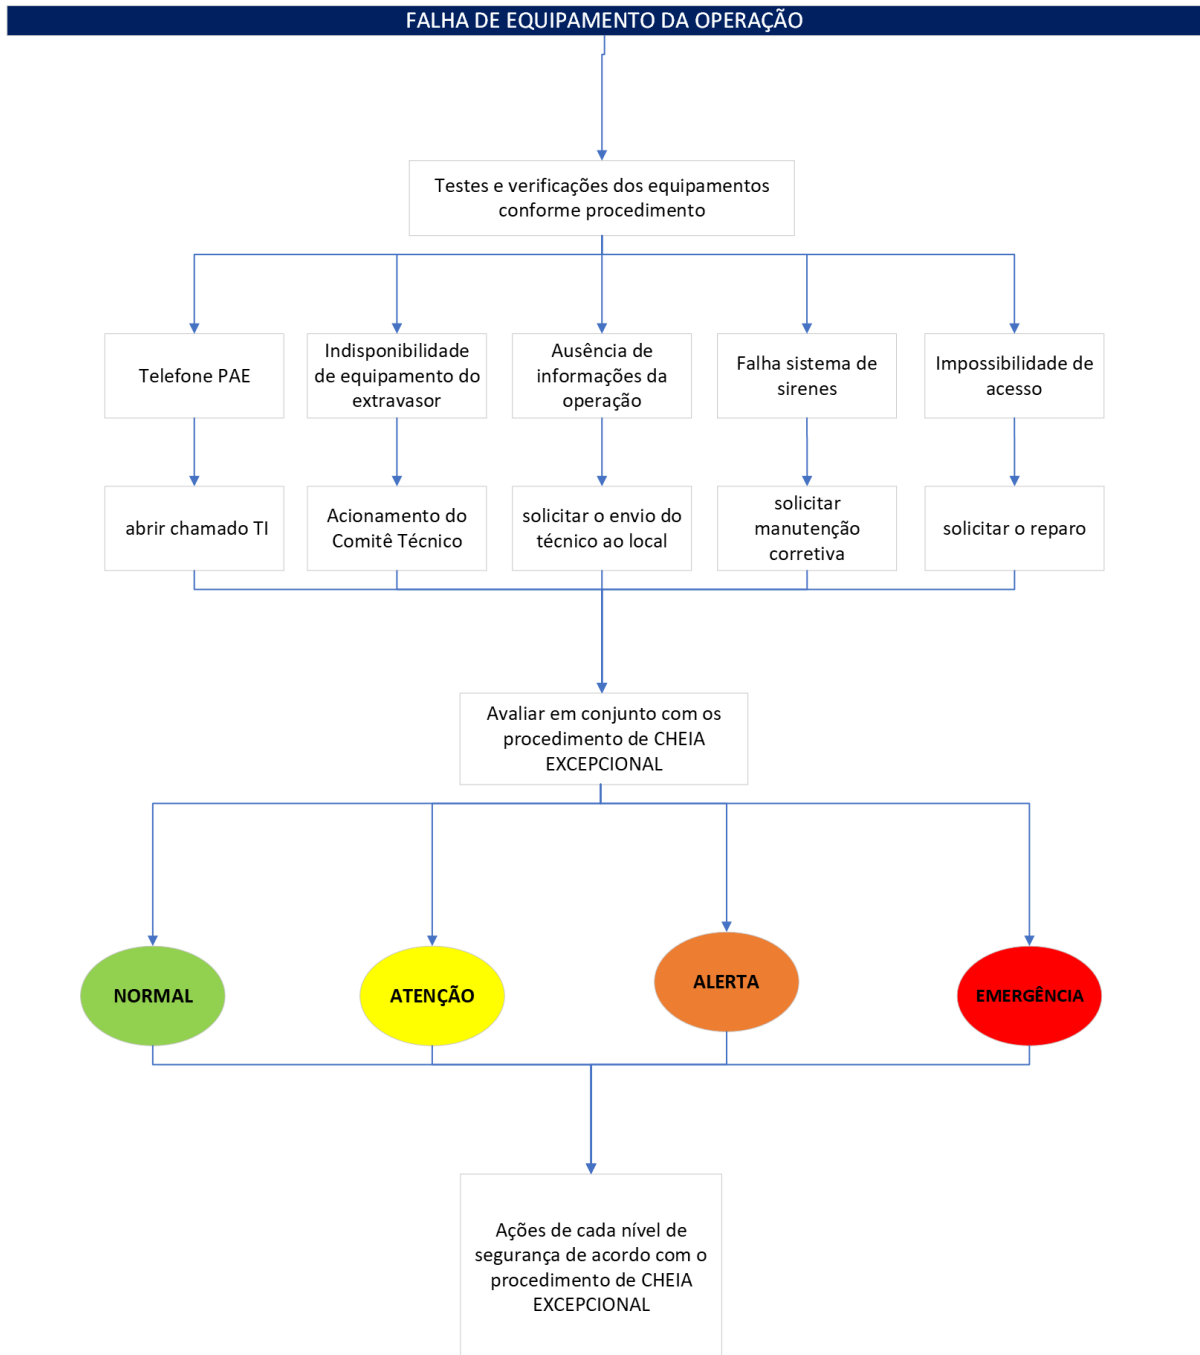 FALHA DE EQUIPAMENTO DA OPERAÇÃO
Testes e verificações dos equipamentos
conforme procedimento
Telefone PAE
Indisponibilidade
de equipamento do
extravasor
Ausência de
informações da
operação
Falha sistema de
sirenes
Impossibilidade de
acesso
abrir chamado TI
Acionamento do
Comitê Técnico
solicitar o envio do
técnico ao local
solicitar
manutenção
corretiva
solicitar o reparo
Avaliar em conjunto com os
procedimento de CHEIA
EXCEPCIONAL
NORMAL
ATENÇÃO
ALERTA
EMERGÊNCIA
Ações de cada nível de
segurança de acordo com o
procedimento de CHEIA
EXCEPCIONAL